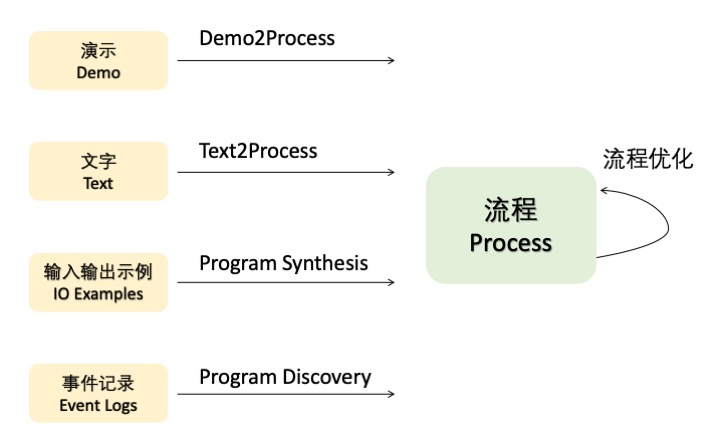 演示
Demo
Demo2Process
文字
Text
Text2Process
输入输出示例
IO Examples
Program Synthesis
事件记录
Event Logs
Program Discovery
流程
Process
流程优化